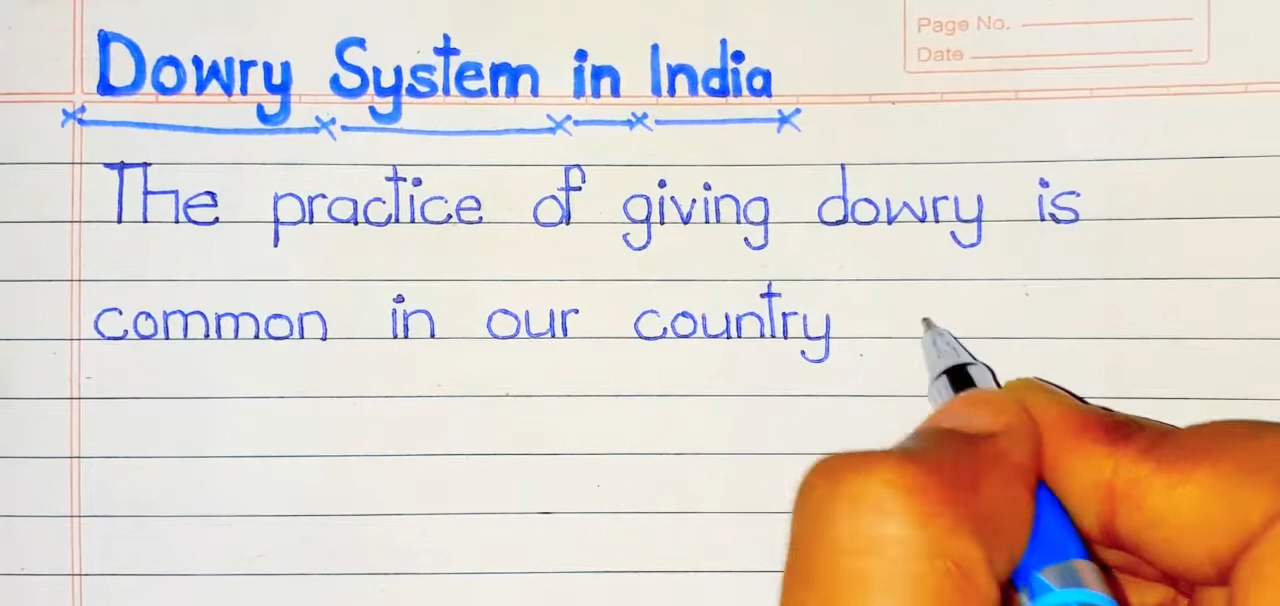 Page No.
Date
Dowry System in India
The practice of giving dowry is
common in our country